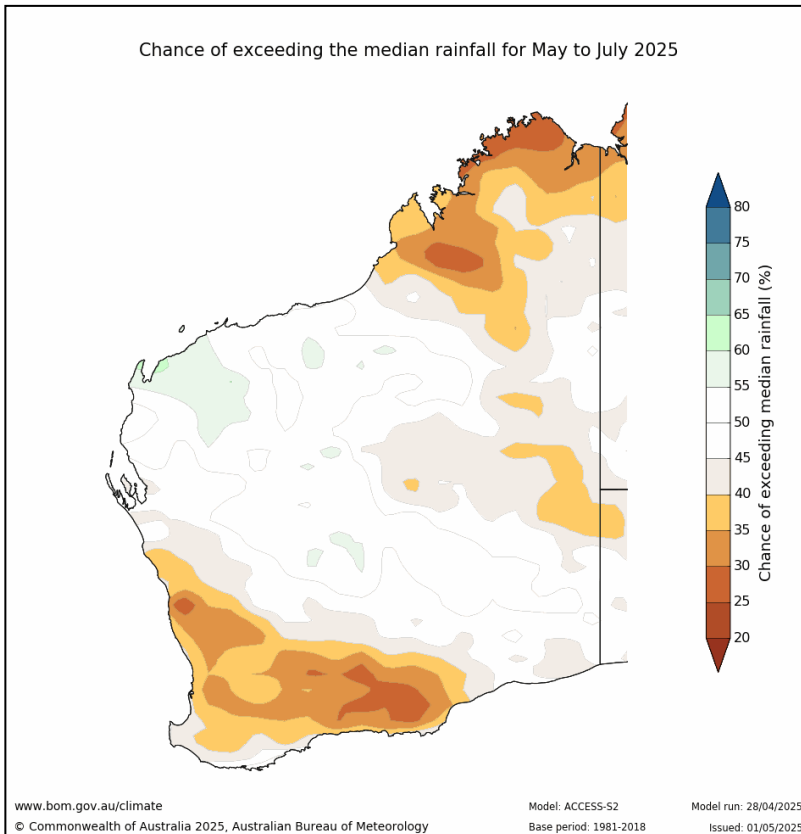 Chance of exceeding the median rainfall for May to July 2025
80
75
70
65
60
55
50
45
40
35
30
25
20
Chance of exceeding median rainfall (%)
www.bom.gov.au/climate
Model: ACCESS-S2
Model run: 28/04/2025
© Commonwealth of Australia 2025, Australian Bureau of Meteorology
Base period: 1981-2018
Issued: 01/05/2025